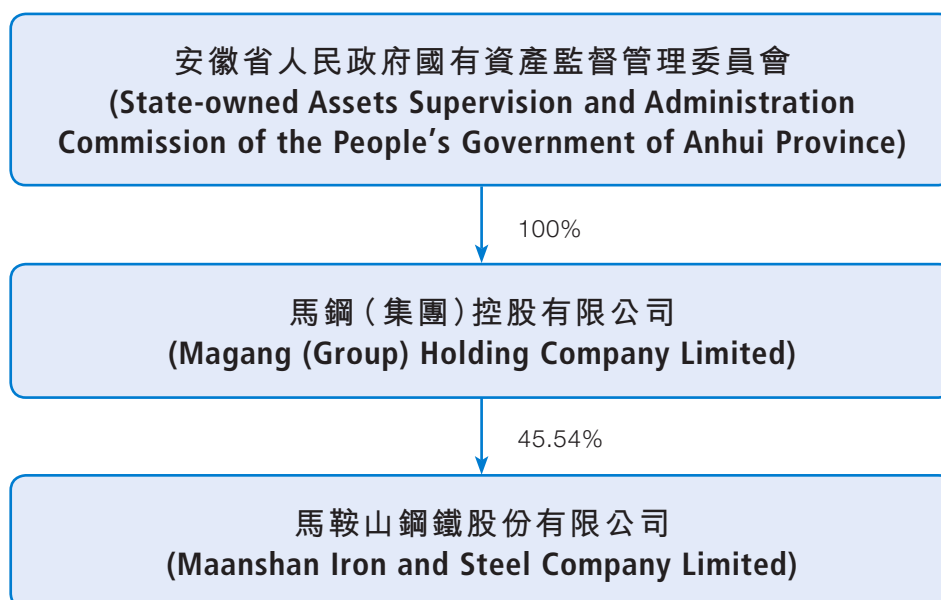 安徽省人民政府國有資產監督管理委員會
(State-owned Assets Supervision and Administration
Commission of the People’s Government of Anhui Province)
100%
馬鋼（集團）控股有限公司
(Magang (Group) Holding Company Limited)
45.54%
馬鞍山鋼鐵股份有限公司
(Maanshan Iron and Steel Company Limited)